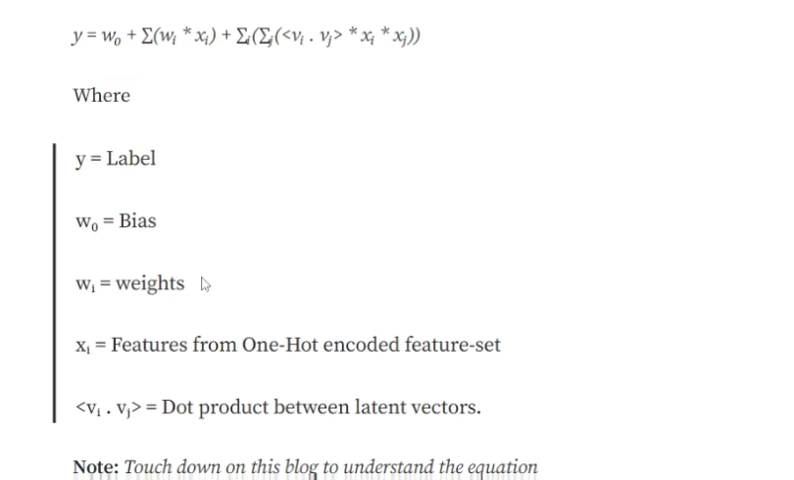 y = w₀ + Σ(wᵢ * xᵢ) + Σᵢ(Σⱼ(<vᵢ . vⱼ> * xᵢ * xⱼ))
Where
y = Label
w₀ = Bias
wᵢ = weights
xᵢ = Features from One-Hot encoded feature-set
<vᵢ . vⱼ> = Dot product between latent vectors.
Note: Touch down on this blog to understand the equation